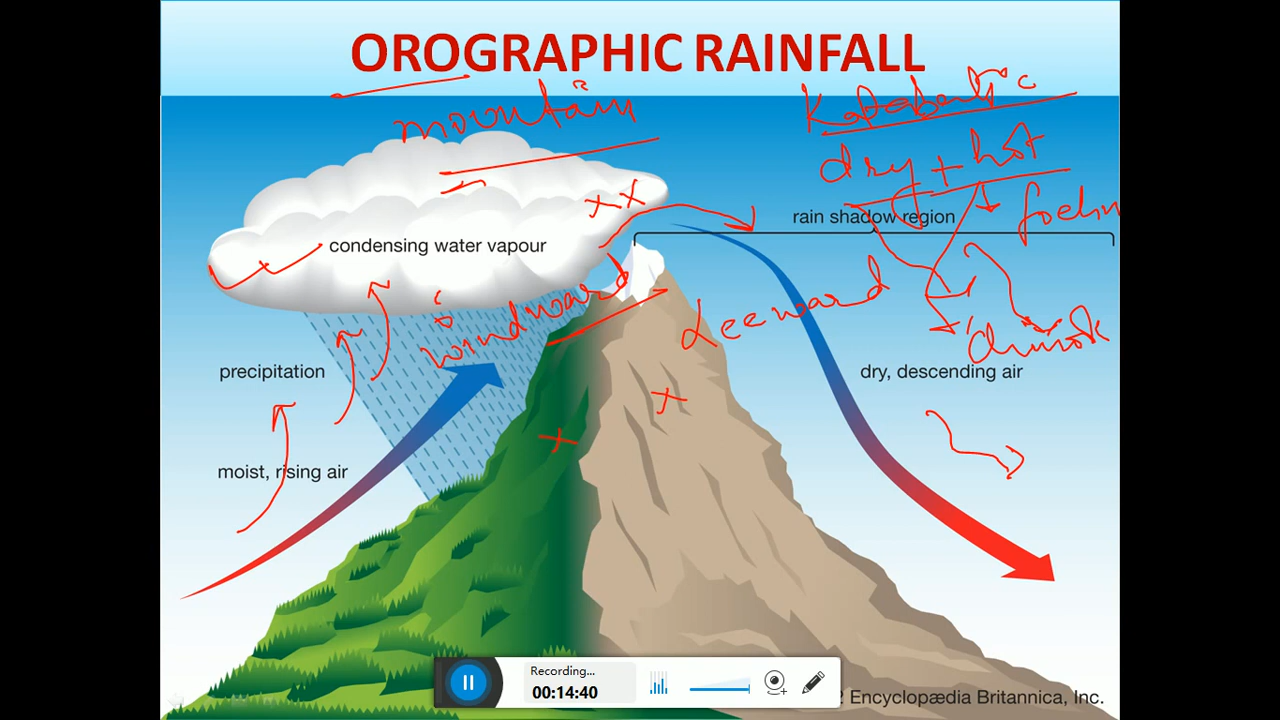 OROGRAPHIC RAINFALL
mountain
Katabatic
dry + hot
foehn
rain shadow region
condensing water vapour
windward
Leeward
Chinook
precipitation
dry, descending air
moist, rising air
Recording...
00:14:40
Encyclopædia Britannica, Inc.